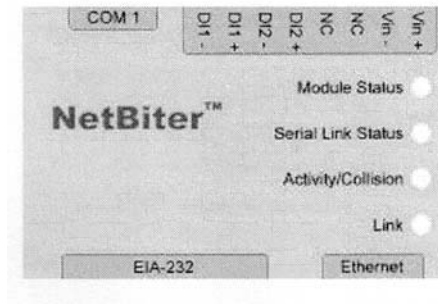 COM 1
DI1 -
DI1 +
DI2 -
DI2 +
NC
NC
Vin -
Vin +
Module Status
NetBiter™
Serial Link Status
Activity/Collision
Link
EIA-232
Ethernet